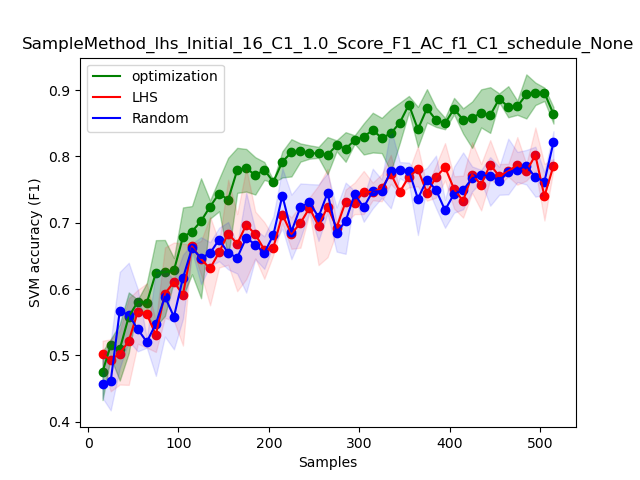 SampleMethod_lhs_Initial_16_C1_1.0_Score_F1_AC_f1_C1_schedule_None
optimization
LHS
Random
SVM accuracy (F1)
0.9
0.8
0.7
0.6
0.5
0.4
0
100
200
300
400
500
Samples